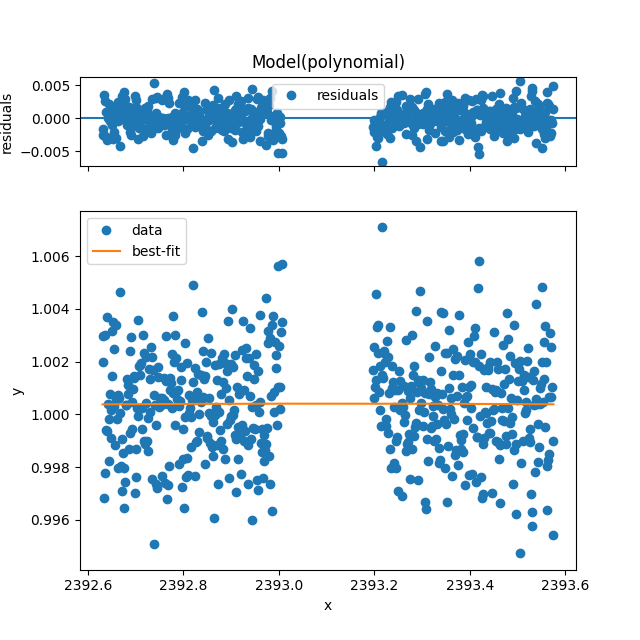 Model(polynomial)
residuals
0.005
0.000
−0.005
residuals
data
best-fit
y
1.006
1.004
1.002
1.000
0.998
0.996
2392.6
2392.8
2393.0
2393.2
2393.4
2393.6
x